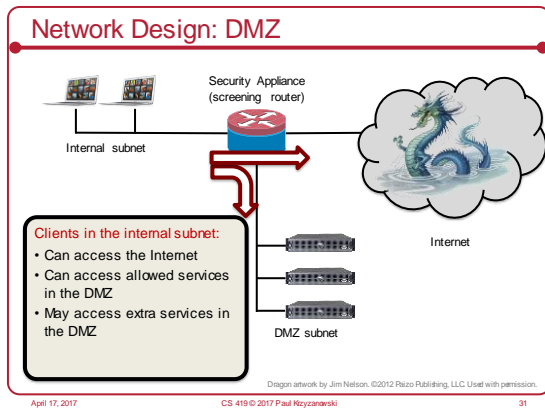 Network Design: DMZ
Security Appliance
(screening router)
Internal subnet
Internet
Clients in the internal subnet:
• Can access the Internet
• Can access allowed services
in the DMZ
• May access extra services in
the DMZ
DMZ subnet
Dragon artwork by Jim Nelson. ©2012 Paizo Publishing, LLC. Used with permission.
April 17, 2017
CS 419 © 2017 Paul Krzyzanowski
31